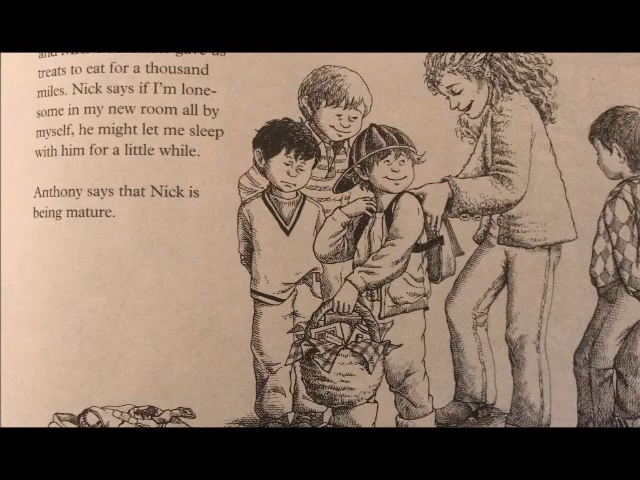 treats to eat for a thousand
miles. Nick says if I'm lone-
some in my new room all by
myself, he might let me sleep
with him for a little while.
Anthony says that Nick is
being mature.